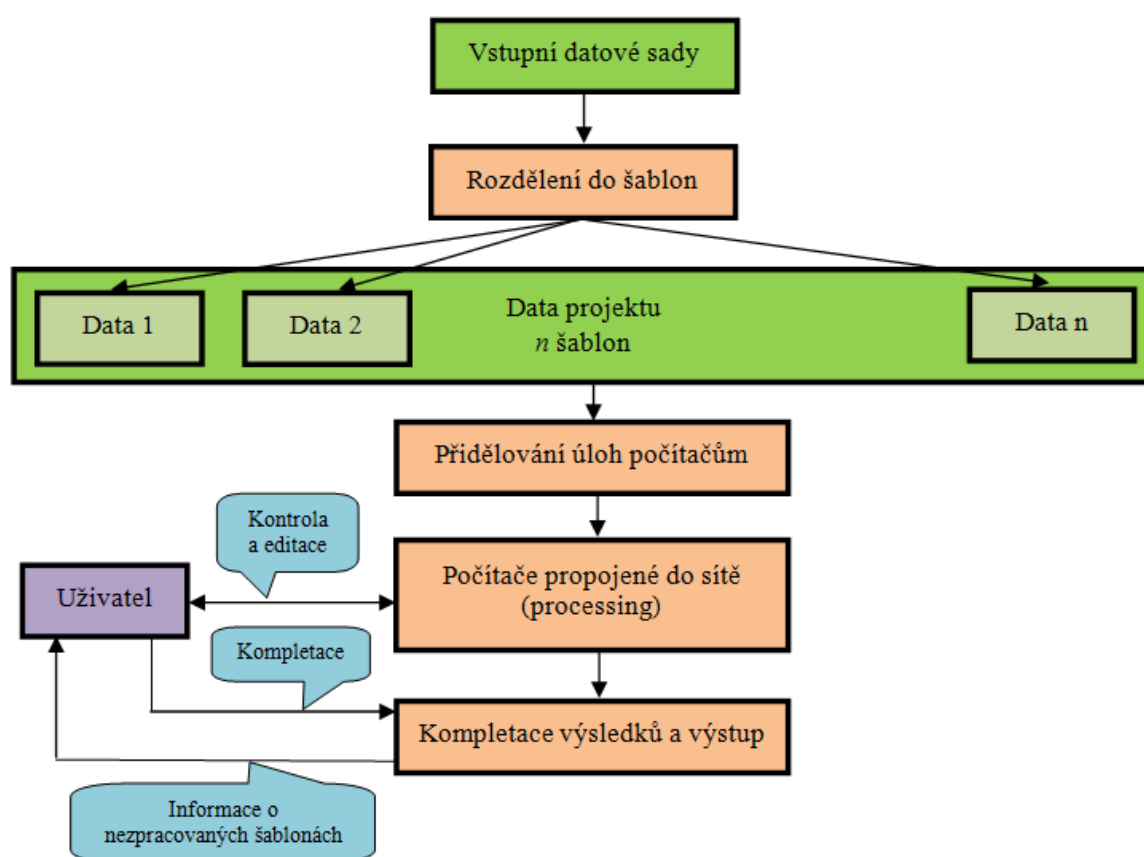 Vstupní datové sady
Rozdělení do šablon
Data 1
Data 2
Data projektu
n šablon
Data n
Přidělování úloh počítačům
Kontrola
a editace
Uživatel
Počítače propojené do sítě
(processing)
Kompletace
Kompletace výsledků a výstup
Informace o
nezpracovaných šablonách